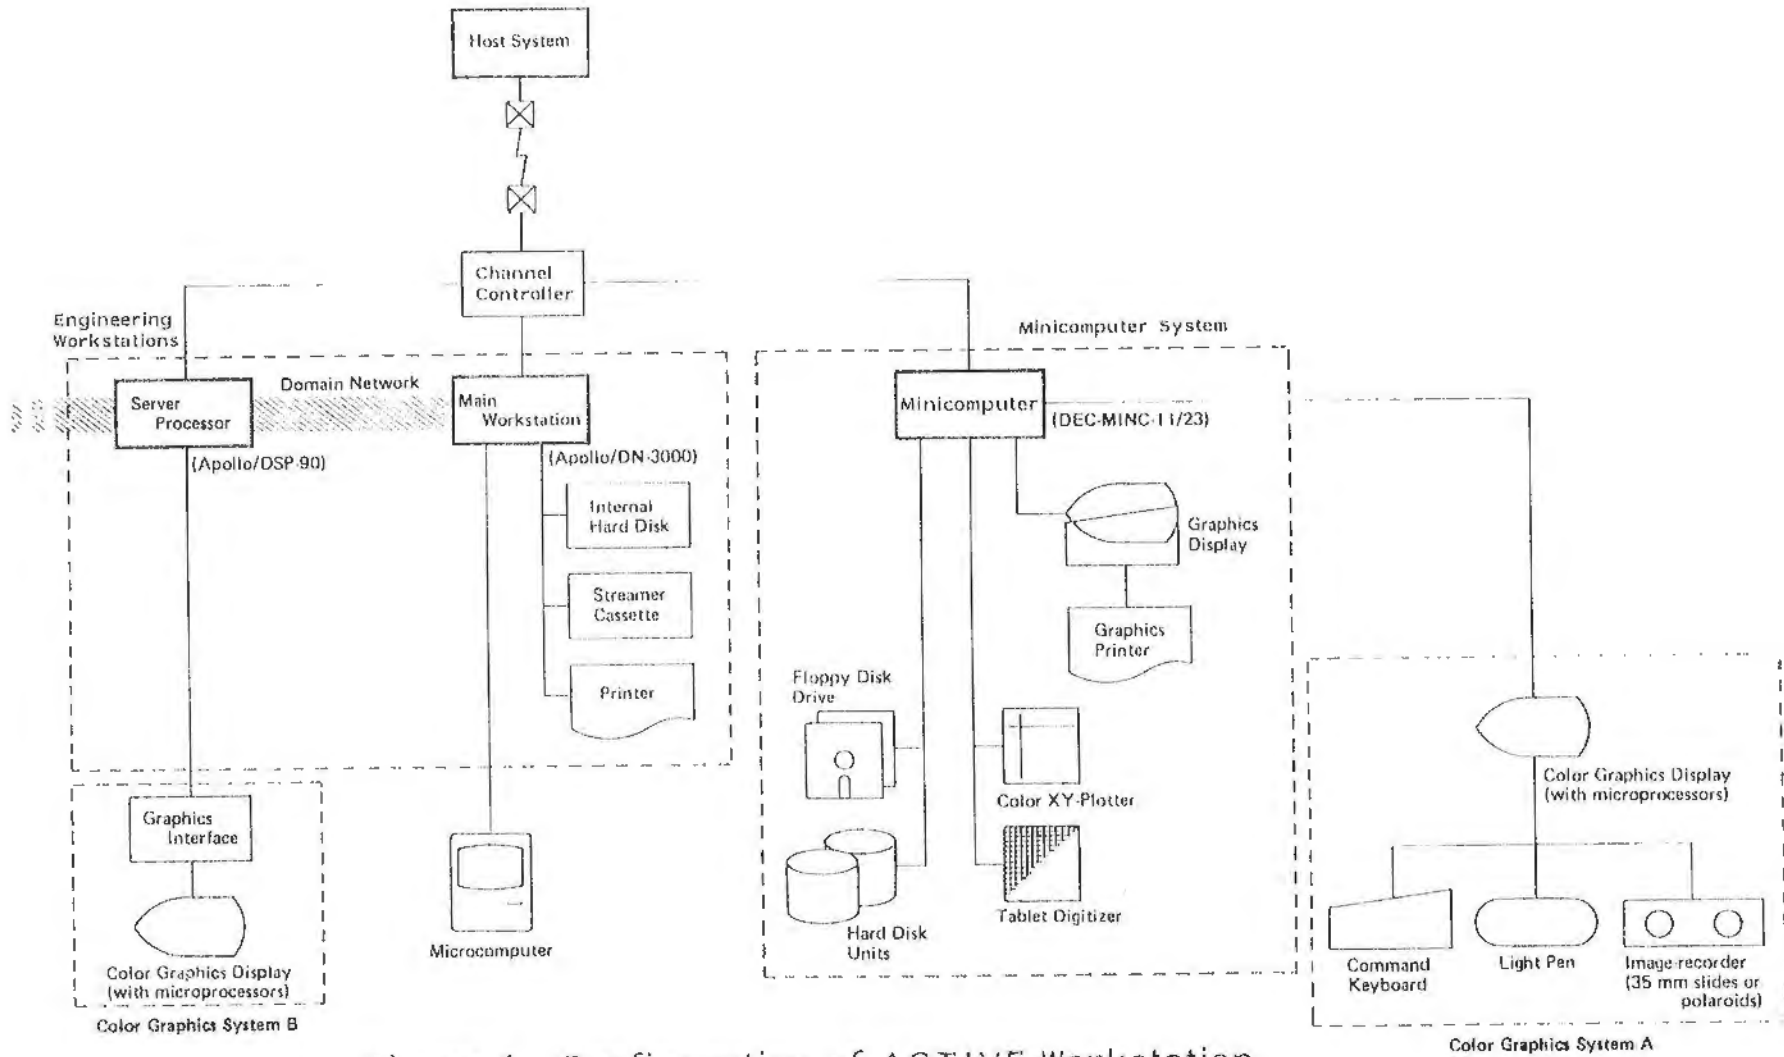 Host System
Channel
Controller
Engineering
Workstations
Minicomputer System
Domain Network
Server
Processor
Main
Workstation
Minicomputer
(DEC-MINC-11/23)
(Apollo/DSP-90)
(Apollo/DN-3000)
Internal
Hard Disk
Graphics
Display
Streamer
Cassette
Graphics
Printer
Printer
Floppy Disk
Drive
Color XY-Plotter
Color Graphics Display
(with microprocessors)
Graphics
Interface
Microcomputer
Hard Disk
Units
Tablet Digitizer
Command
Keyboard
Light Pen
Image-recorder
(35 mm slides or
polaroids)
Color Graphics Display
(with microprocessors)
Color Graphics System B
Color Graphics System A
of ACTIVE Workstation